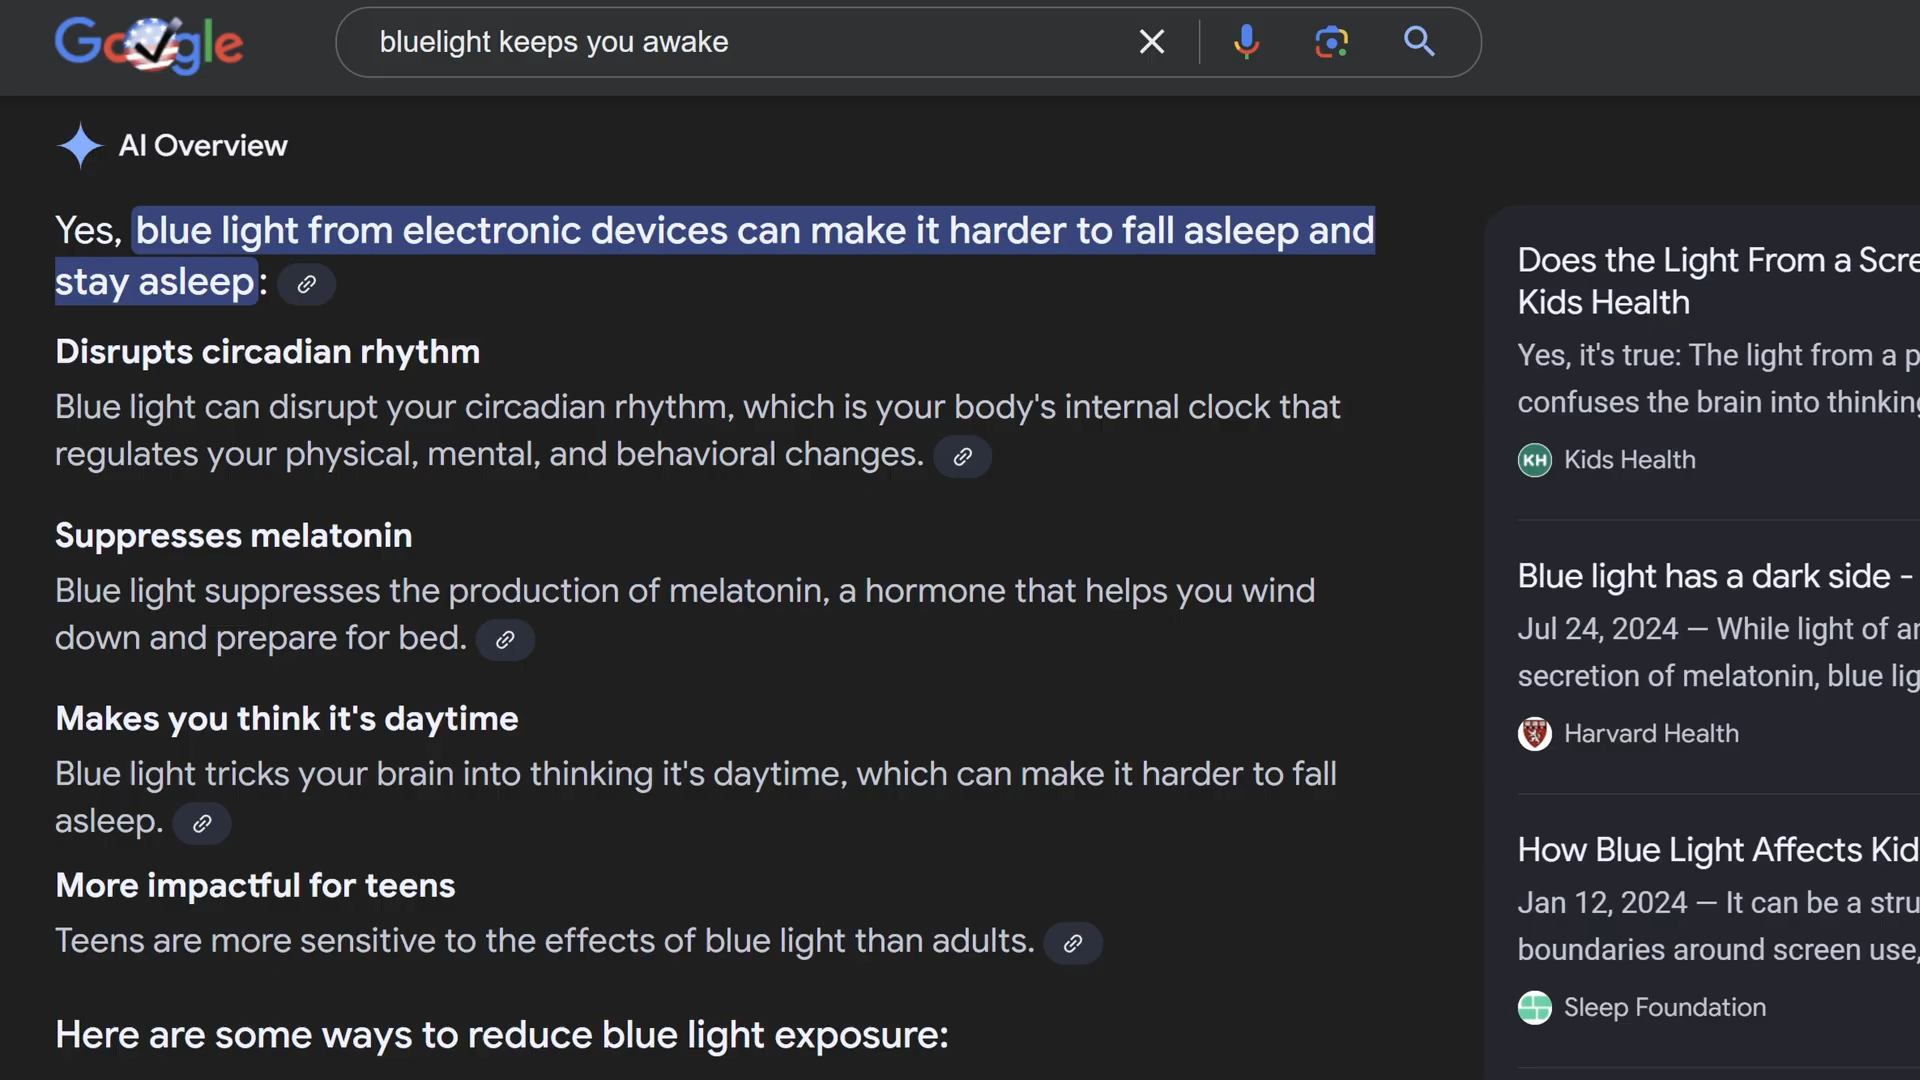 Google
bluelight keeps you awake
AI Overview
Yes, blue light from electronic devices can make it harder to fall asleep and
stay asleep:
Disrupts circadian rhythm
Blue light can disrupt your circadian rhythm, which is your body's internal clock that
regulates your physical, mental, and behavioral changes.
Suppresses melatonin
Blue light suppresses the production of melatonin, a hormone that helps you wind
down and prepare for bed.
Makes you think it's daytime
Blue light tricks your brain into thinking it's daytime, which can make it harder to fall
asleep.
More impactful for teens
Teens are more sensitive to the effects of blue light than adults.
Here are some ways to reduce blue light exposure:
Does the Light From a Scre
Kids Health
Yes, it's true: The light from a p
confuses the brain into thinking
KH Kids Health
Blue light has a dark side -
Jul 24, 2024 — While light of an
secretion of melatonin, blue lig
Harvard Health
How Blue Light Affects Kid
Jan 12, 2024 — It can be a stru
boundaries around screen use,
Sleep Foundation